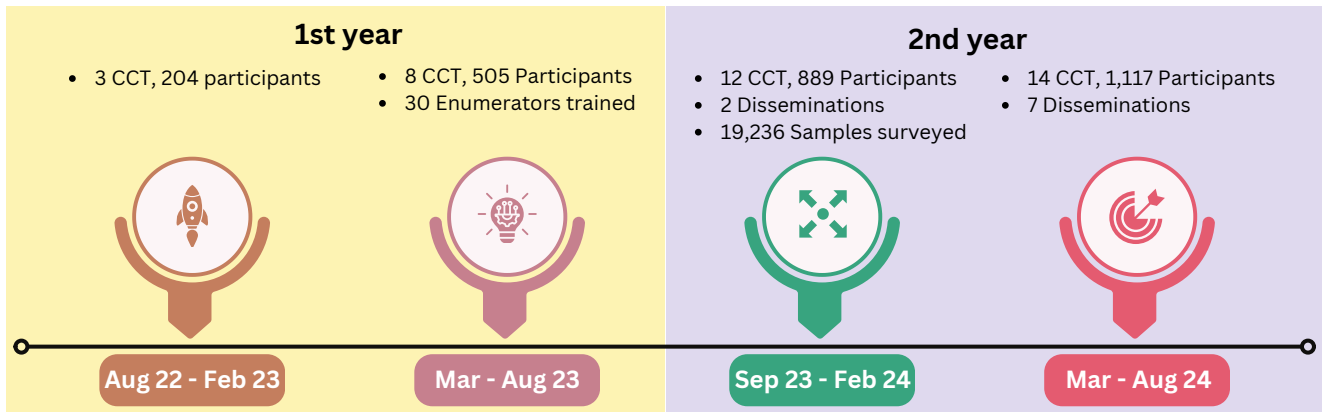 1st year
• 3 CCT, 204 participants
• 8 CCT, 505 Participants
• 30 Enumerators trained
Aug 22 - Feb 23
Mar - Aug 23
2nd year
• 12 CCT, 889 Participants
• 2 Disseminations
• 19,236 Samples surveyed
• 14 CCT, 1,117 Participants
• 7 Disseminations
Sep 23 - Feb 24
Mar - Aug 24